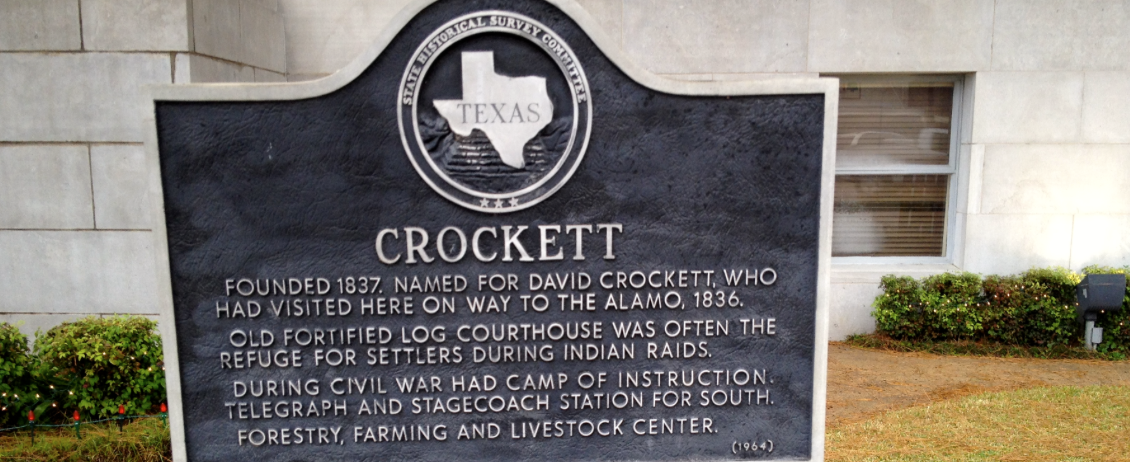 STATE HISTORICAL SURVEY COMMITTEE
TEXAS
CROCKETT
FOUNDED 1837. NAMED FOR DAVID CROCKETT, WHO
HAD VISITED HERE ON WAY TO THE ALAMO, 1836.
OLD FORTIFIED LOG COURTHOUSE WAS OFTEN THE
REFUGE FOR SETTLERS DURING INDIAN RAIDS.
DURING CIVIL WAR HAD CAMP OF INSTRUCTION.
TELEGRAPH AND STAGECOACH STATION FOR SOUTH.
FORESTRY, FARMING AND LIVESTOCK CENTER.
(1964)